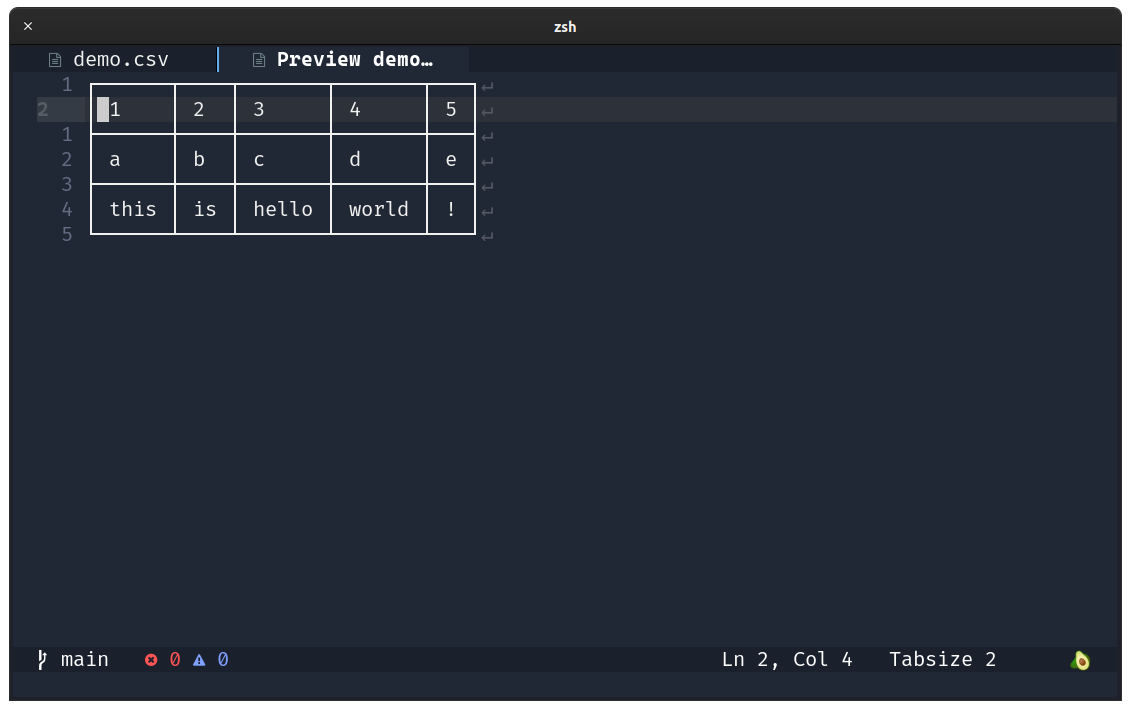 × zsh
demo.csv Preview demo…
1 ↵
2 1 2 3 4 5 ↵
1 ↵
2 a b c d e ↵
3 ↵
4 this is hello world ! ↵
5 ↵
main 0 0 Ln 2, Col 4 Tabsize 2